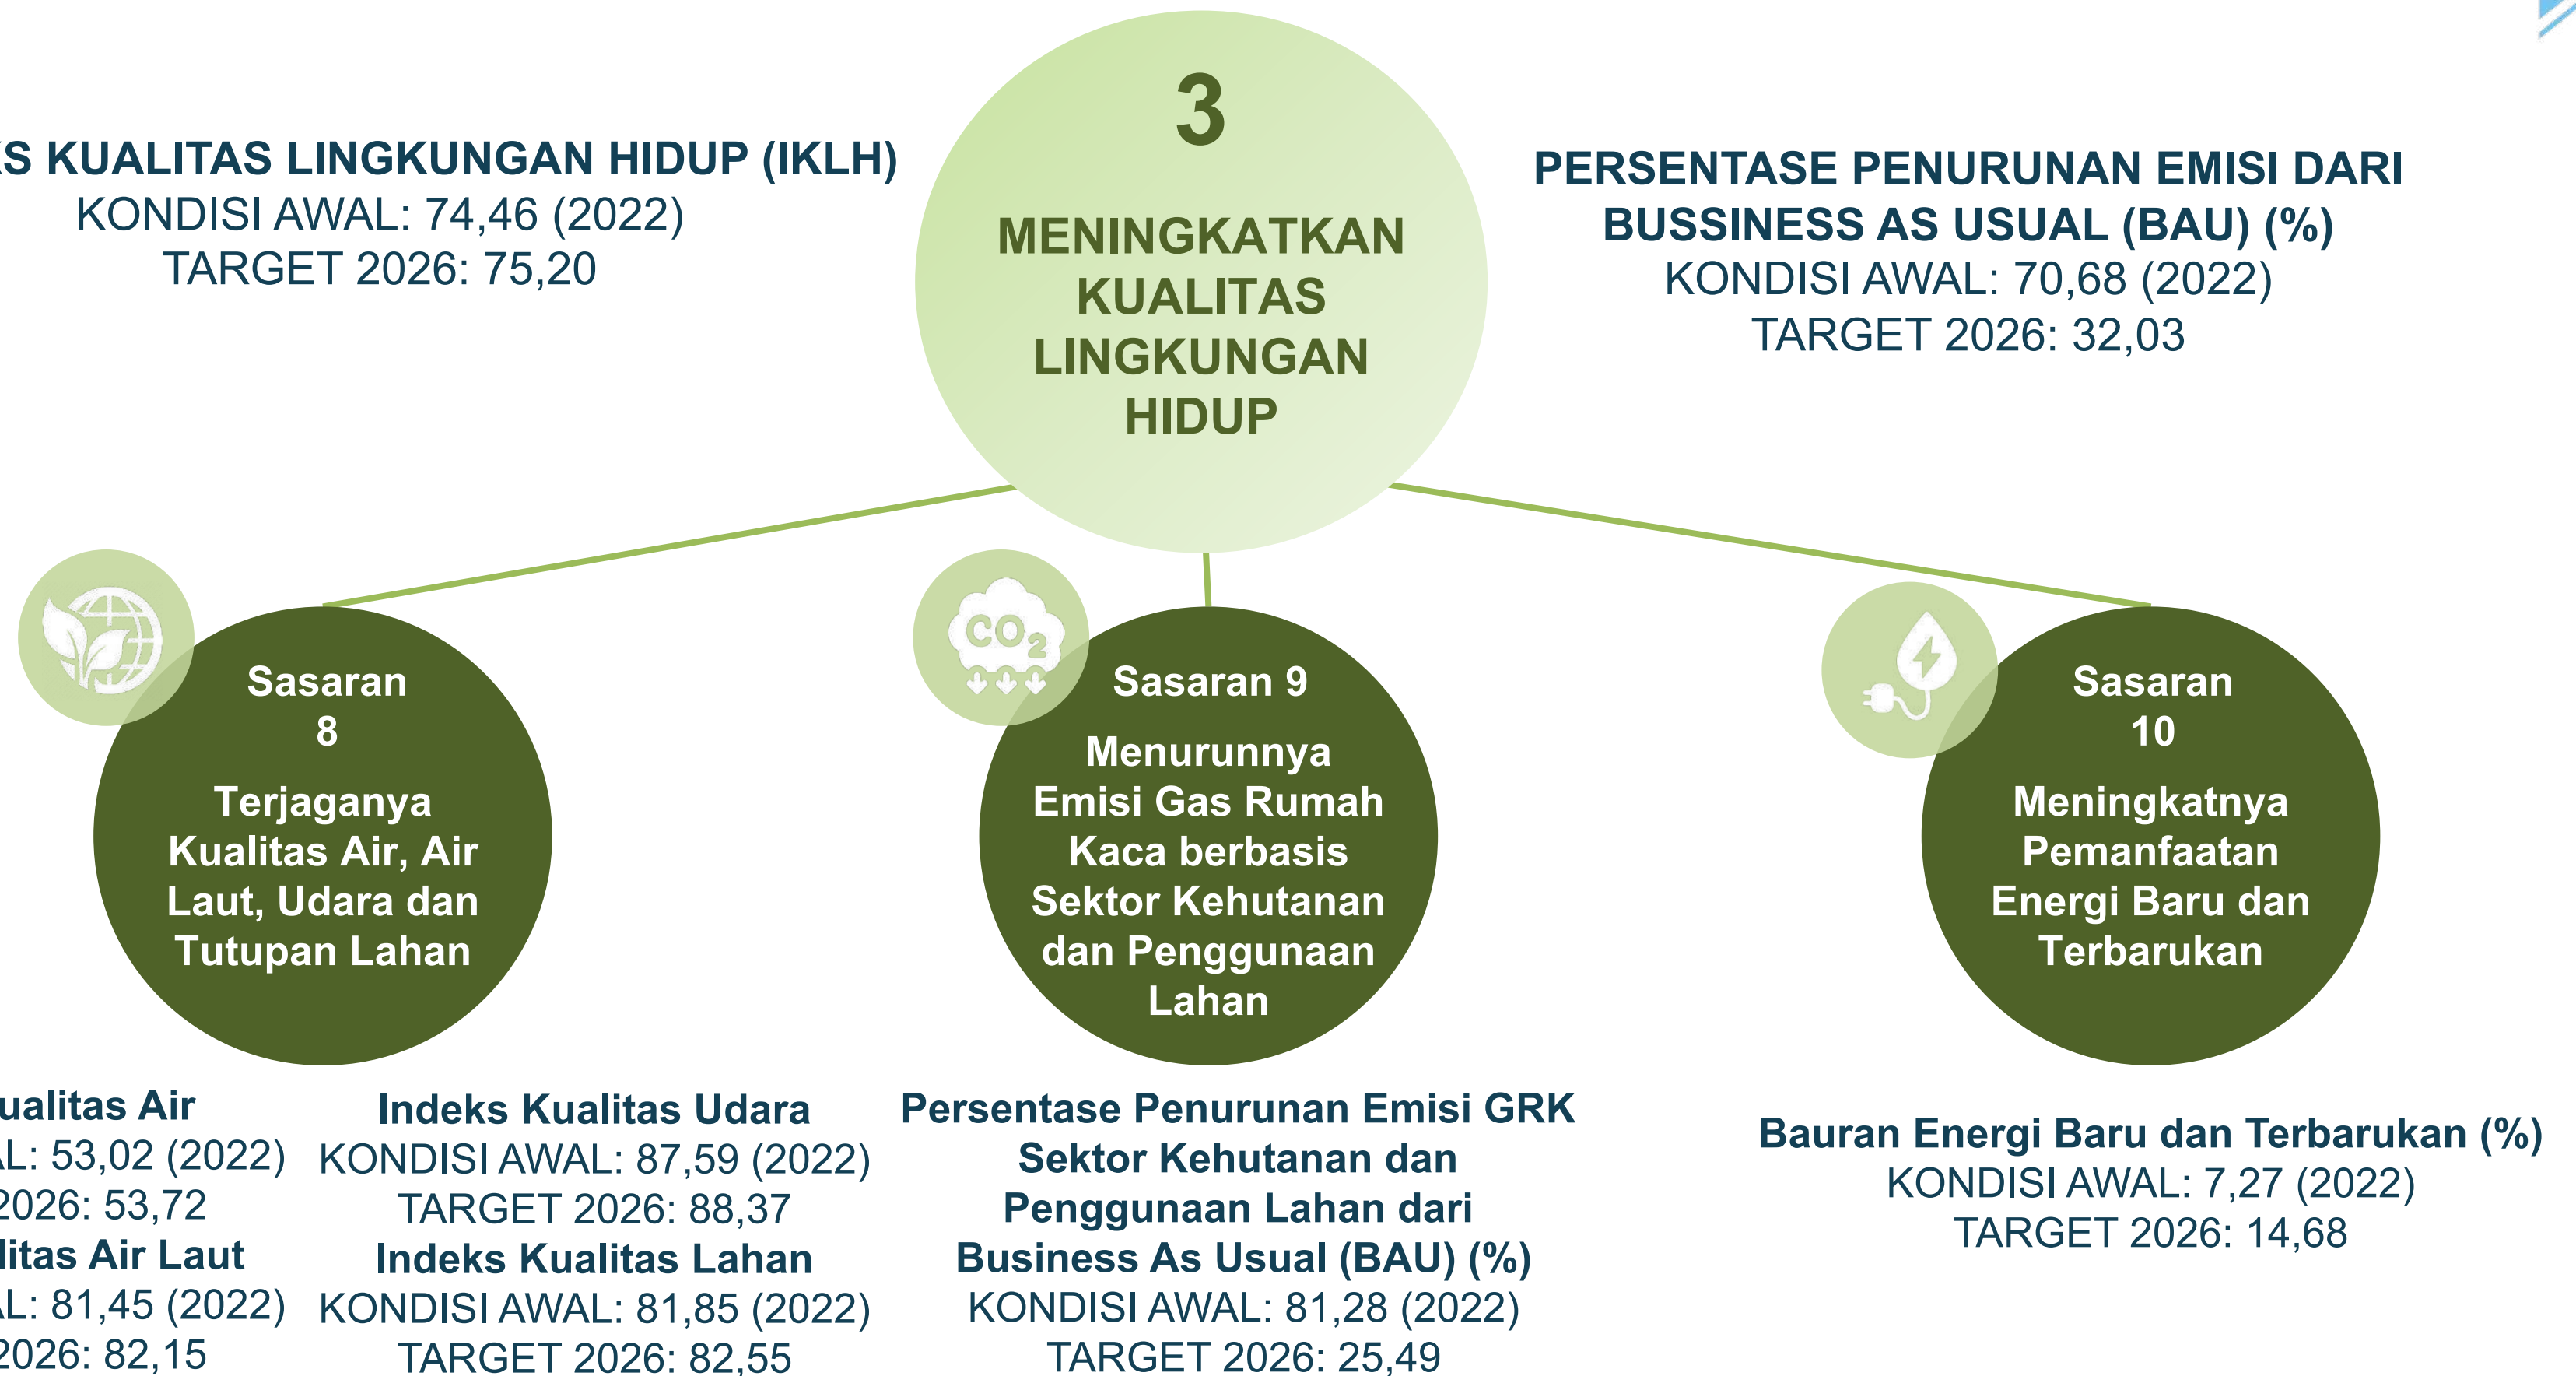 3
MENINGKATKAN
KUALITAS
LINGKUNGAN
HIDUP
KUALITAS LINGKUNGAN HIDUP (IKLH)
KONDISI AWAL: 74,46 (2022)
TARGET 2026: 75,20
PERSENTASE PENURUNAN EMISI DARI
BUSSINESS AS USUAL (BAU) (%)
KONDISI AWAL: 70,68 (2022)
TARGET 2026: 32,03
Sasaran
8
Terjaganya
Kualitas Air, Air
Laut, Udara dan
Tutupan Lahan
CO2
Sasaran 9
Menurunnya
Emisi Gas Rumah
Kaca berbasis
Sektor Kehutanan
dan Penggunaan
Lahan
Sasaran
10
Meningkatnya
Pemanfaatan
Energi Baru dan
Terbarukan
ualitas Air
L: 53,02 (2022)
2026: 53,72
litas Air Laut
L: 81,45 (2022)
2026: 82,15
Indeks Kualitas Udara
KONDISI AWAL: 87,59 (2022)
TARGET 2026: 88,37
Indeks Kualitas Lahan
KONDISI AWAL: 81,85 (2022)
TARGET 2026: 82,55
Persentase Penurunan Emisi GRK
Sektor Kehutanan dan
Penggunaan Lahan dari
Business As Usual (BAU) (%)
KONDISI AWAL: 81,28 (2022)
TARGET 2026: 25,49
Bauran Energi Baru dan Terbarukan (%)
KONDISI AWAL: 7,27 (2022)
TARGET 2026: 14,68